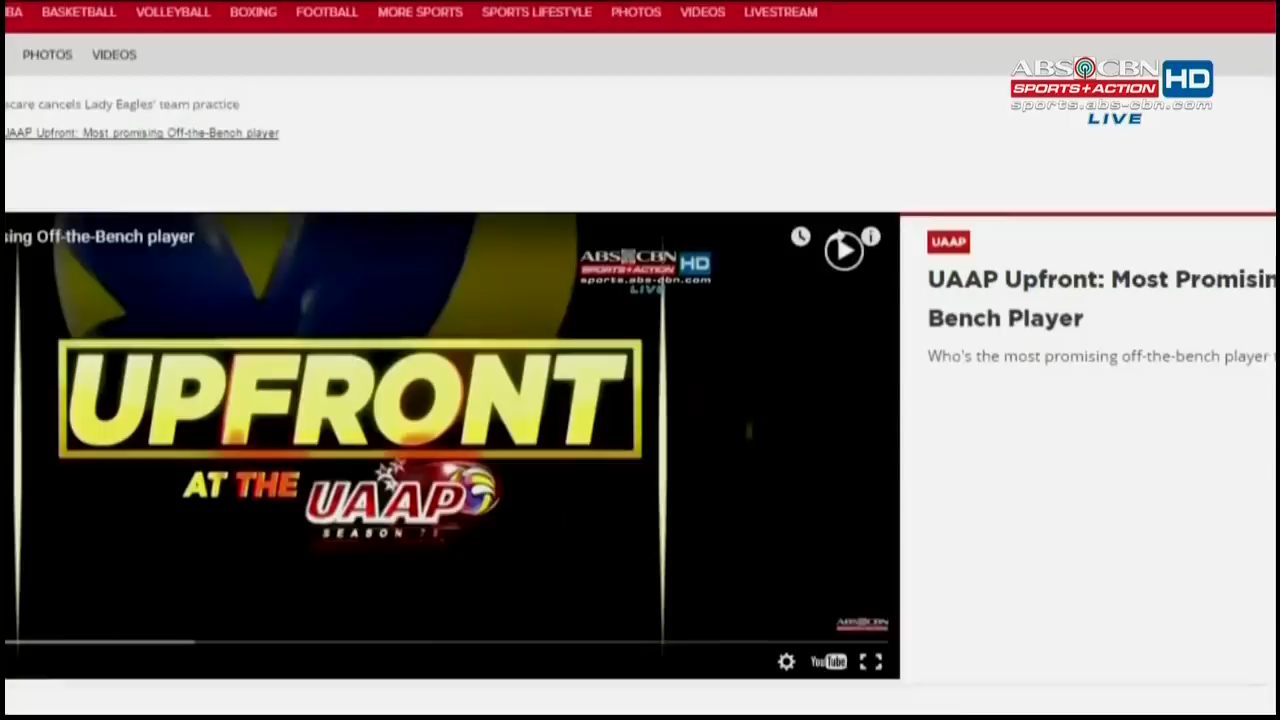 BA BASKETBALL VOLLEYBALL BOXING FOOTBALL MORE SPORTS SPORTS LIFESTYLE PHOTOS VIDEOS LIVESTREAM
PHOTOS VIDEOS
ABS CBN
SPORTS+ACTION HD
sports.abs-cbn.com
LIVE
scare cancels Lady Eagles' team practice
UAAP Upfront: Most promising Off-the-Bench player
sing Off-the-Bench player
ABS CBN
SPORTS+ACTION HD
sports.abs-cbn.com
LIVE
UPFRONT
AT THE
UAAP
SEASON
ABS CBN
YouTube
UAAP
UAAP Upfront: Most Promisin
Bench Player
Who's the most promising off-the-bench player